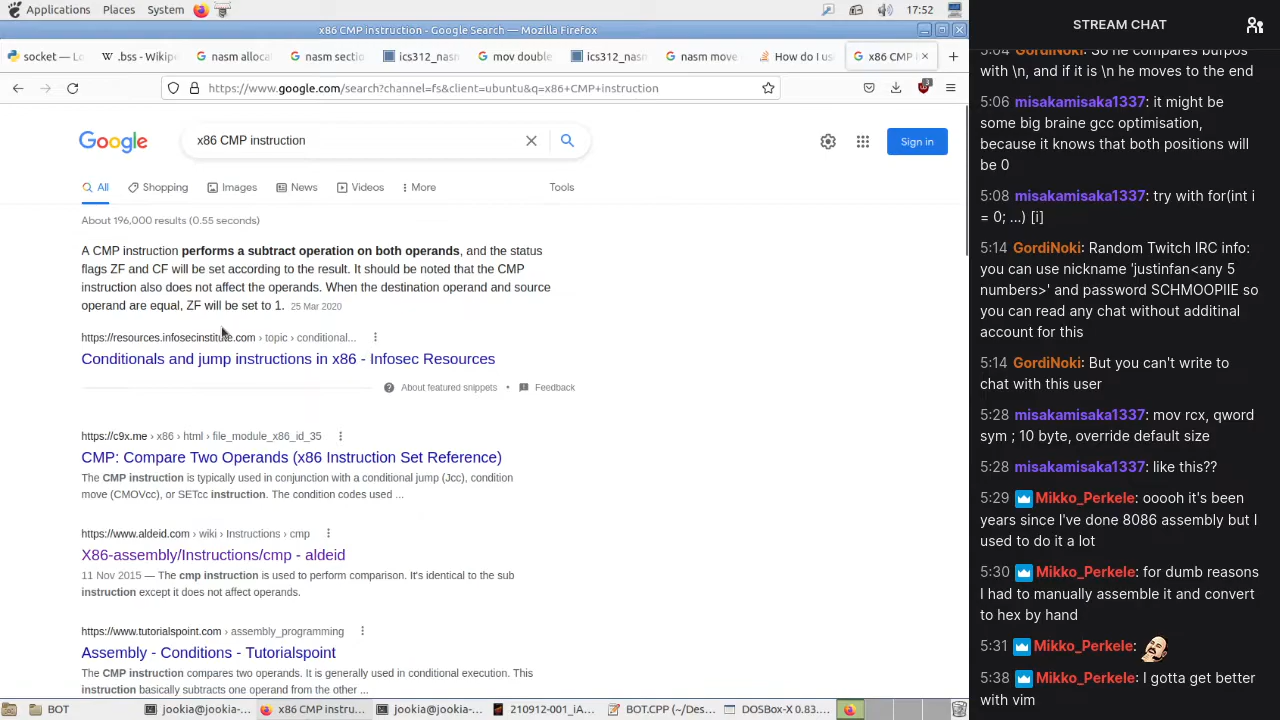 Applications Places System 17:52
x86 CMP instruction - Google Search — Mozilla Firefox
socket — L .bss - Wikip nasm alloca nasm sectio ics312_nasr mov double ics312_nas nasm move How do I us x86 CMP i
https://www.google.com/search?channel=fs&client=ubuntu&q=x86+CMP+instruction
3
Google
x86 CMP instruction
Sign in
All Shopping Images News Videos More Tools
About 196,000 results (0.55 seconds)
A CMP instruction performs a subtract operation on both operands, and the status
flags ZF and CF will be set according to the result. It should be noted that the CMP
instruction also does not affect the operands. When the destination operand and source
operand are equal, ZF will be set to 1. 25 Mar 2020
https://resources.infosecinstitute.com › topic › conditional...
Conditionals and jump instructions in x86 - Infosec Resources
About featured snippets • Feedback
https://c9x.me › x86 › html › file_module_x86_id_35
CMP: Compare Two Operands (x86 Instruction Set Reference)
The CMP instruction is typically used in conjunction with a conditional jump (Jcc), condition
move (CMOVcc), or SETcc instruction. The condition codes used ...
https://www.aldeid.com › wiki › Instructions › cmp
X86-assembly/Instructions/cmp - aldeid
11 Nov 2015 — The cmp instruction is used to perform comparison. It's identical to the sub
instruction except it does not affect operands.
https://www.tutorialspoint.com › assembly_programming
Assembly - Conditions - Tutorialspoint
The CMP instruction compares two operands. It is generally used in conditional execution. This
instruction basically subtracts one operand from the other ...
BOT jookia@jookia-... x86 CMP instru... jookia@jookia-... 210912-001_iA... BOT.CPP (~/Des... DOSBox-X 0.83....
STREAM CHAT
5:04 GordiNoki: So he compares bufpos
with \n, and if it is \n he moves to the end
5:06 misakamisaka1337: it might be
some big braine gcc optimisation,
because it knows that both positions will
be 0
5:08 misakamisaka1337: try with for(int i
= 0; ...) [i]
5:14 GordiNoki: Random Twitch IRC info:
you can use nickname 'justinfan<any 5
numbers>' and password SCHMOOPIIE so
you can read any chat without additinal
account for this
5:14 GordiNoki: But you can't write to
chat with this user
5:28 misakamisaka1337: mov rcx, qword
sym ; 10 byte, override default size
5:28 misakamisaka1337: like this??
5:29 Mikko_Perkele: ooooh it's been
years since I've done 8086 assembly but I
used to do it a lot
5:30 Mikko_Perkele: for dumb reasons
I had to manually assemble it and convert
to hex by hand
5:31 Mikko_Perkele:
5:38 Mikko_Perkele: I gotta get better
with vim